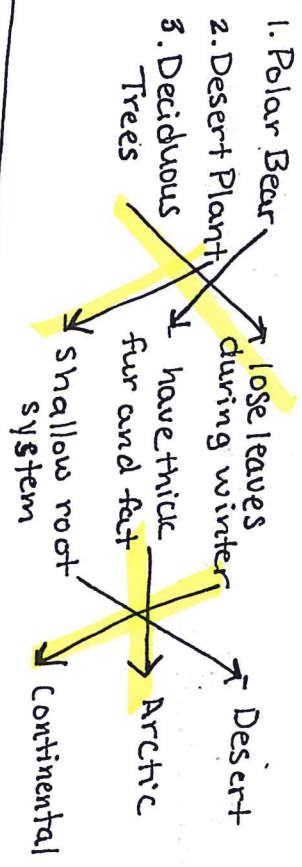 1. Polar Bear
2. Desert Plant
3. Deciduous
Trees
lose leaves
during winter
have thick
fur and fat
shallow root
system
Desert
Arctic
Continental